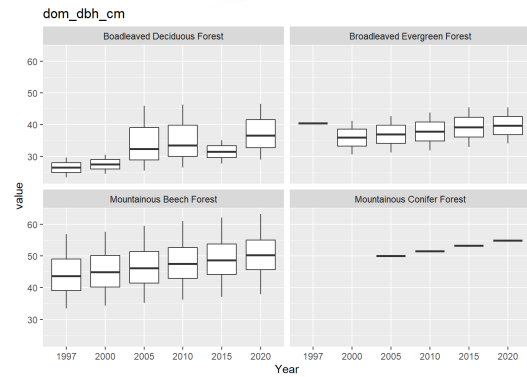 dom_dbh_cm
Boadleaved Deciduous Forest
Broadleaved Evergreen Forest
60
50
40
30
Mountainous Beech Forest
Mountainous Conifer Forest
60
50
40
30
value
1997 2000 2005 2010 2015 2020
1997 2000 2005 2010 2015 2020
Year